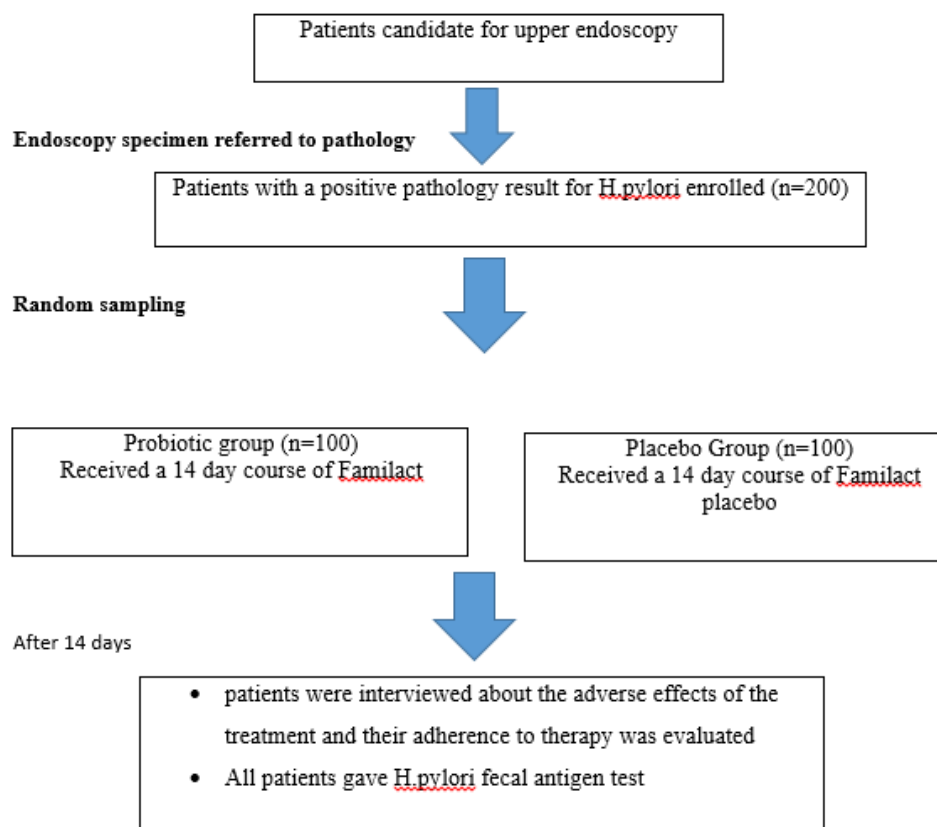 Patients candidate for upper endoscopy
Endoscopy specimen referred to pathology
Patients with a positive pathology result for H.pylori enrolled (n=200)
Random sampling
Probiotic group (n=100)
Received a 14 day course of Familact
Placebo Group (n=100)
Received a 14 day course of Familact
placebo
After 14 days
• patients were interviewed about the adverse effects of the
treatment and their adherence to therapy was evaluated
• All patients gave H.pylori fecal antigen test